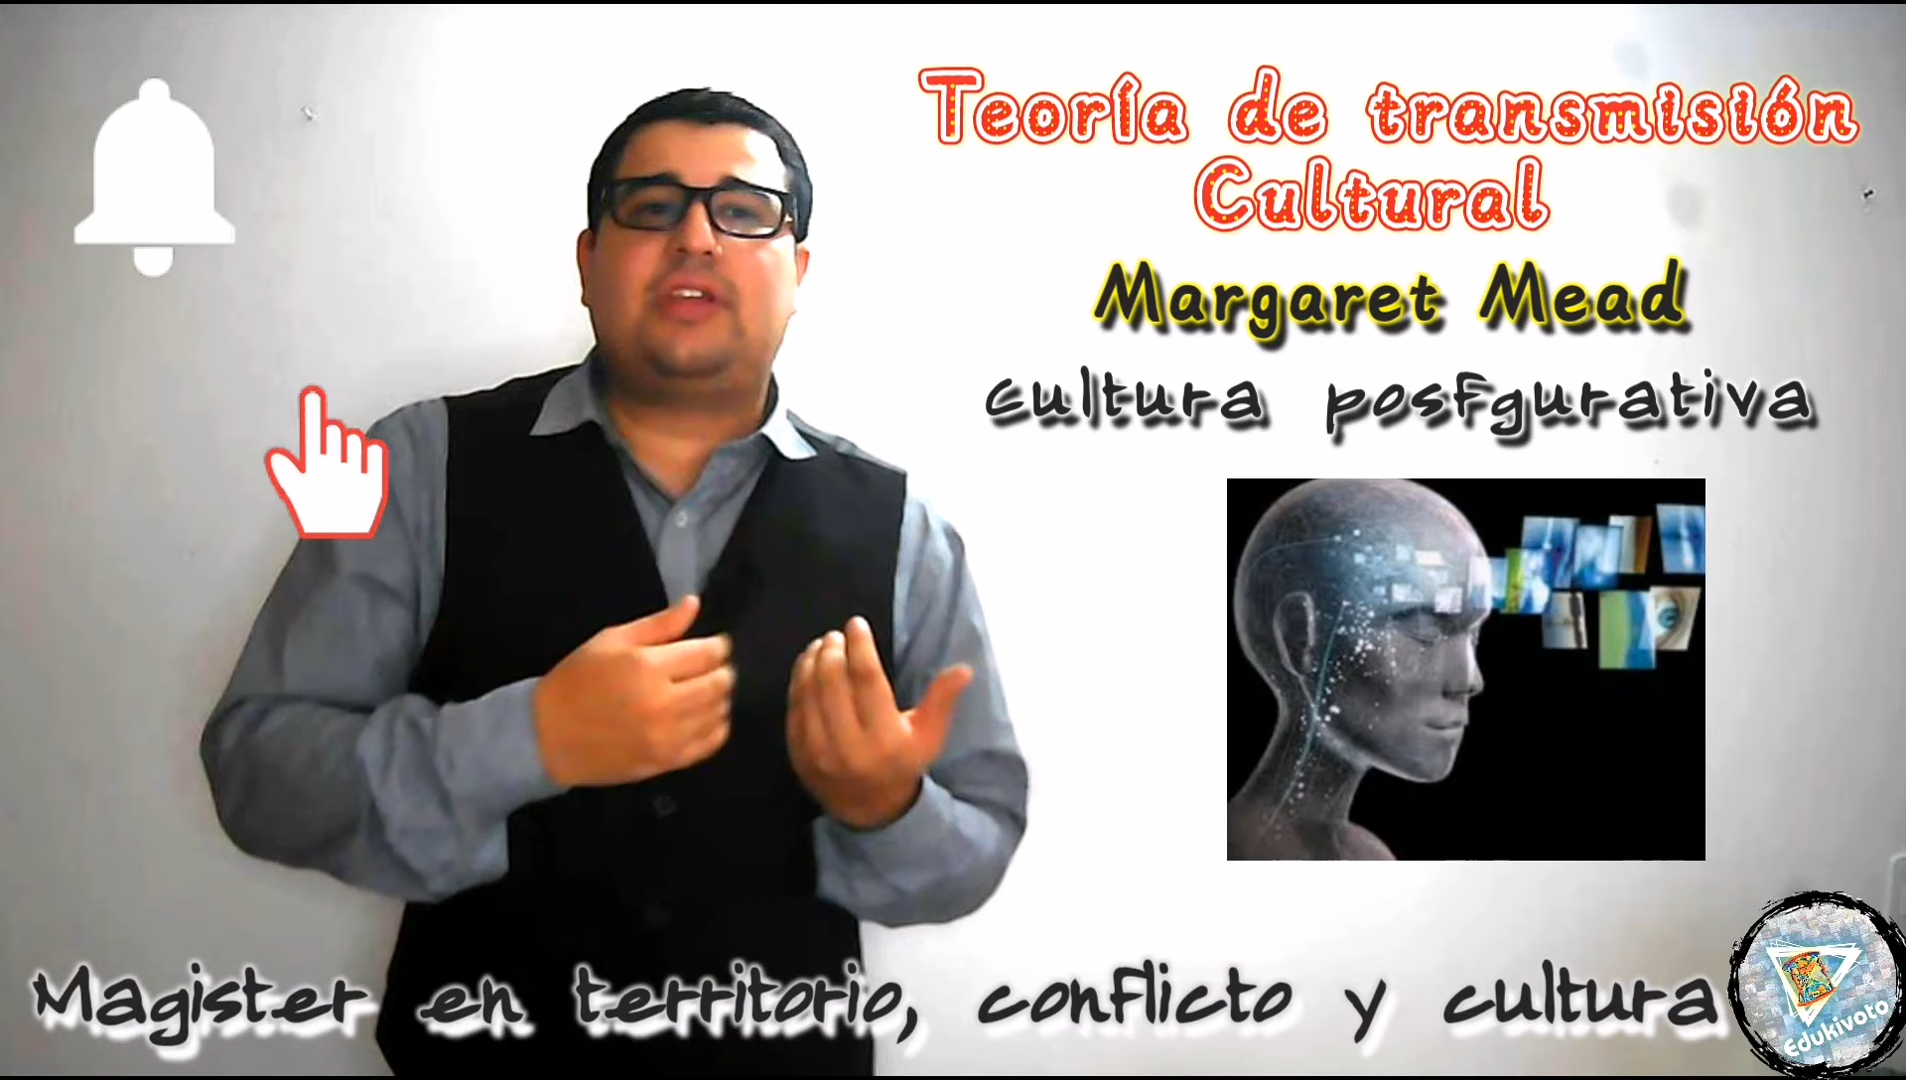 Teoría de transmisión
Cultural
Margaret Mead
cultura posfgurativa
Magister en territorio, conflicto y cultura
Edukivoto